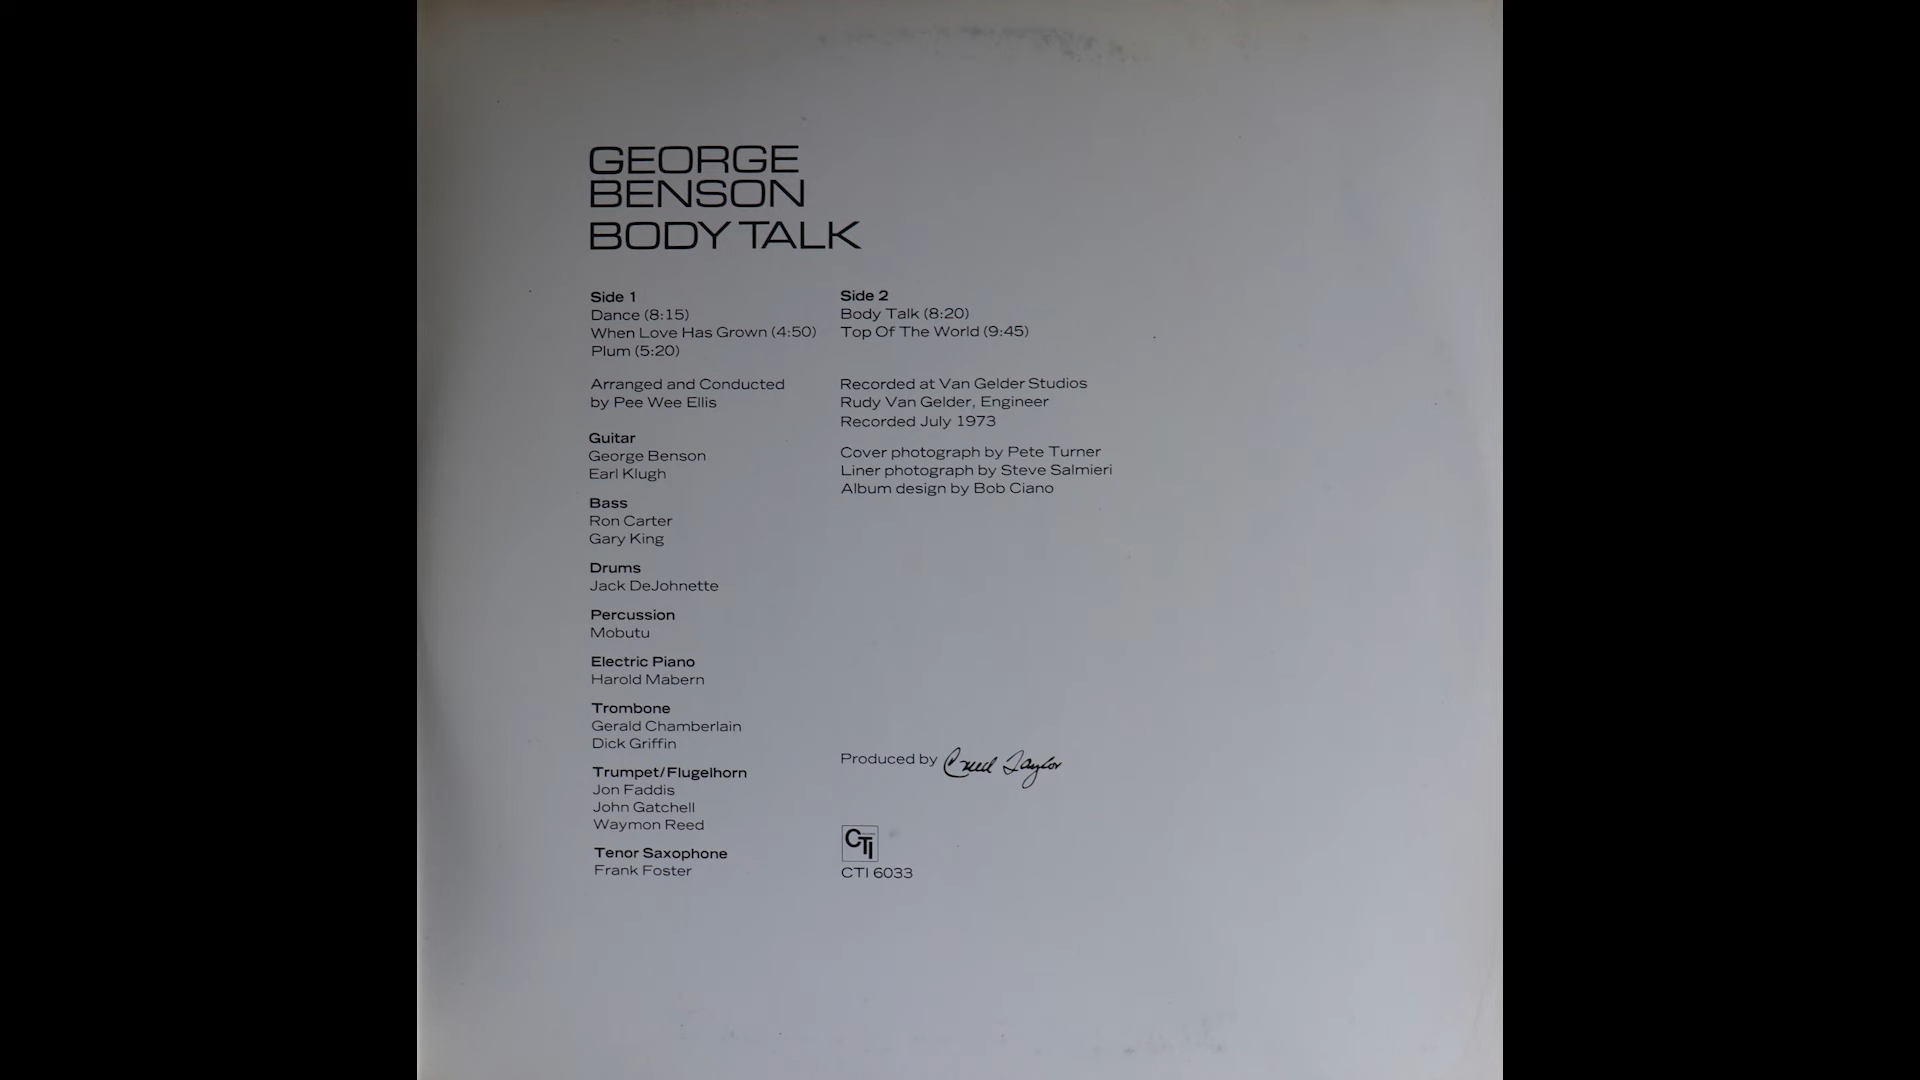 GEORGE
BENSON
BODY TALK
Side 1
Dance (8:15)
When Love Has Grown (4:50)
Plum (5:20)
Arranged and Conducted
by Pee Wee Ellis
Guitar
George Benson
Earl Klugh
Bass
Ron Carter
Gary King
Drums
Jack DeJohnette
Percussion
Mobutu
Electric Piano
Harold Mabern
Trombone
Gerald Chamberlain
Dick Griffin
Trumpet/Flugelhorn
Jon Faddis
John Gatchell
Waymon Reed
Tenor Saxophone
Frank Foster
Side 2
Body Talk (8:20)
Top Of The World (9:45)
Recorded at Van Gelder Studios
Rudy Van Gelder, Engineer
Recorded July 1973
Cover photograph by Pete Turner
Liner photograph by Steve Salmieri
Album design by Bob Ciano
Produced by Creed Taylor
CTI
CTI 6033